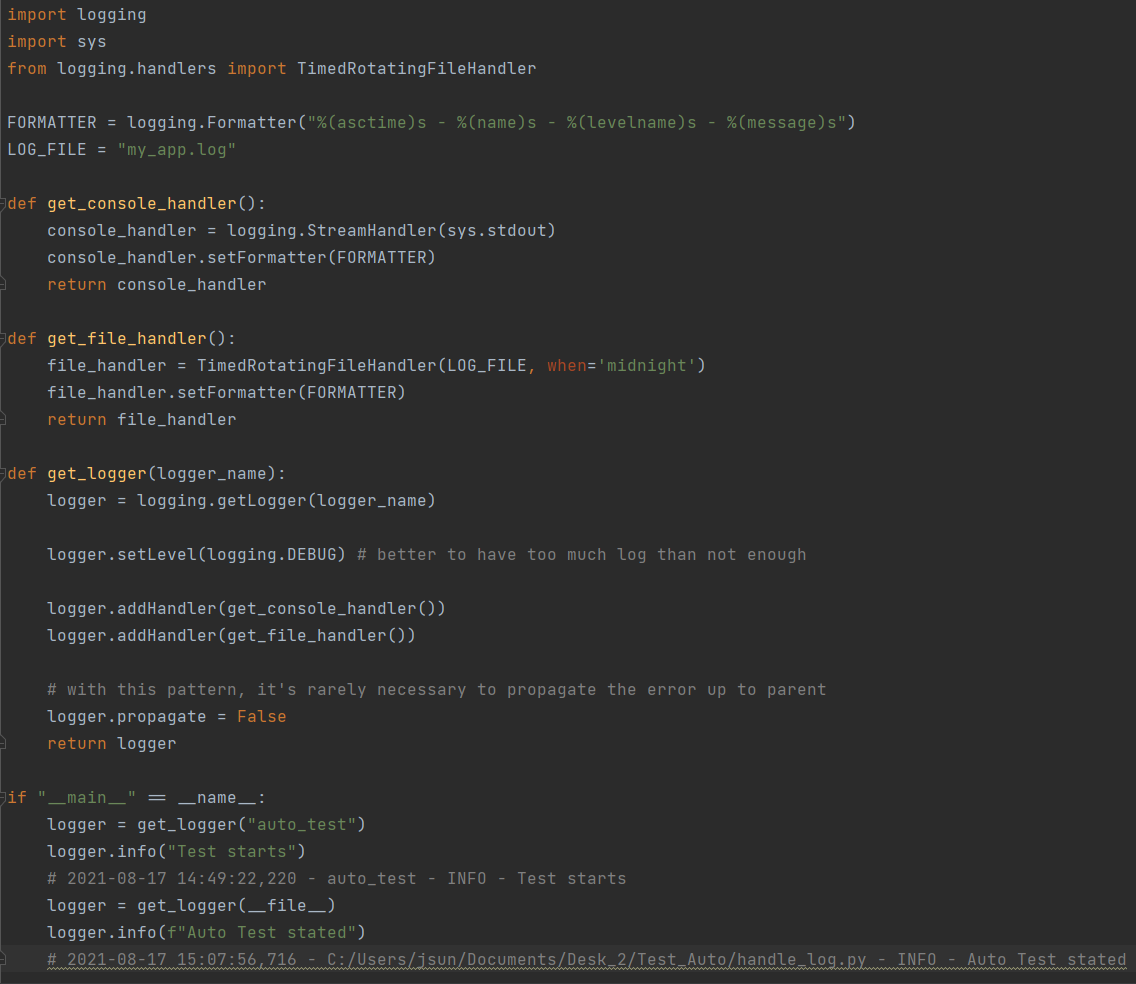 import logging
import sys
from logging.handlers import TimedRotatingFileHandler
FORMATTER = logging.Formatter("%(asctime)s - %(name)s - %(levelname)s - %(message)s")
LOG_FILE = "my_app.log"
def get_console_handler():
    console_handler = logging.StreamHandler(sys.stdout)
    console_handler.setFormatter(FORMATTER)
    return console_handler
def get_file_handler():
    file_handler = TimedRotatingFileHandler(LOG_FILE, when='midnight')
    file_handler.setFormatter(FORMATTER)
    return file_handler
def get_logger(logger_name):
    logger = logging.getLogger(logger_name)
    logger.setLevel(logging.DEBUG) # better to have too much log than not enough
    logger.addHandler(get_console_handler())
    logger.addHandler(get_file_handler())
    # with this pattern, it's rarely necessary to propagate the error up to parent
    logger.propagate = False
    return logger
if "__main__" == __name__:
    logger = get_logger("auto_test")
    logger.info("Test starts")
    # 2021-08-17 14:49:22,220 - auto_test - INFO - Test starts
    logger = get_logger(__file__)
    logger.info(f"Auto Test stated")
    # 2021-08-17 15:07:56,716 - C:/Users/jsun/Documents/Desk_2/Test_Auto/handle_log.py - INFO - Auto Test stated